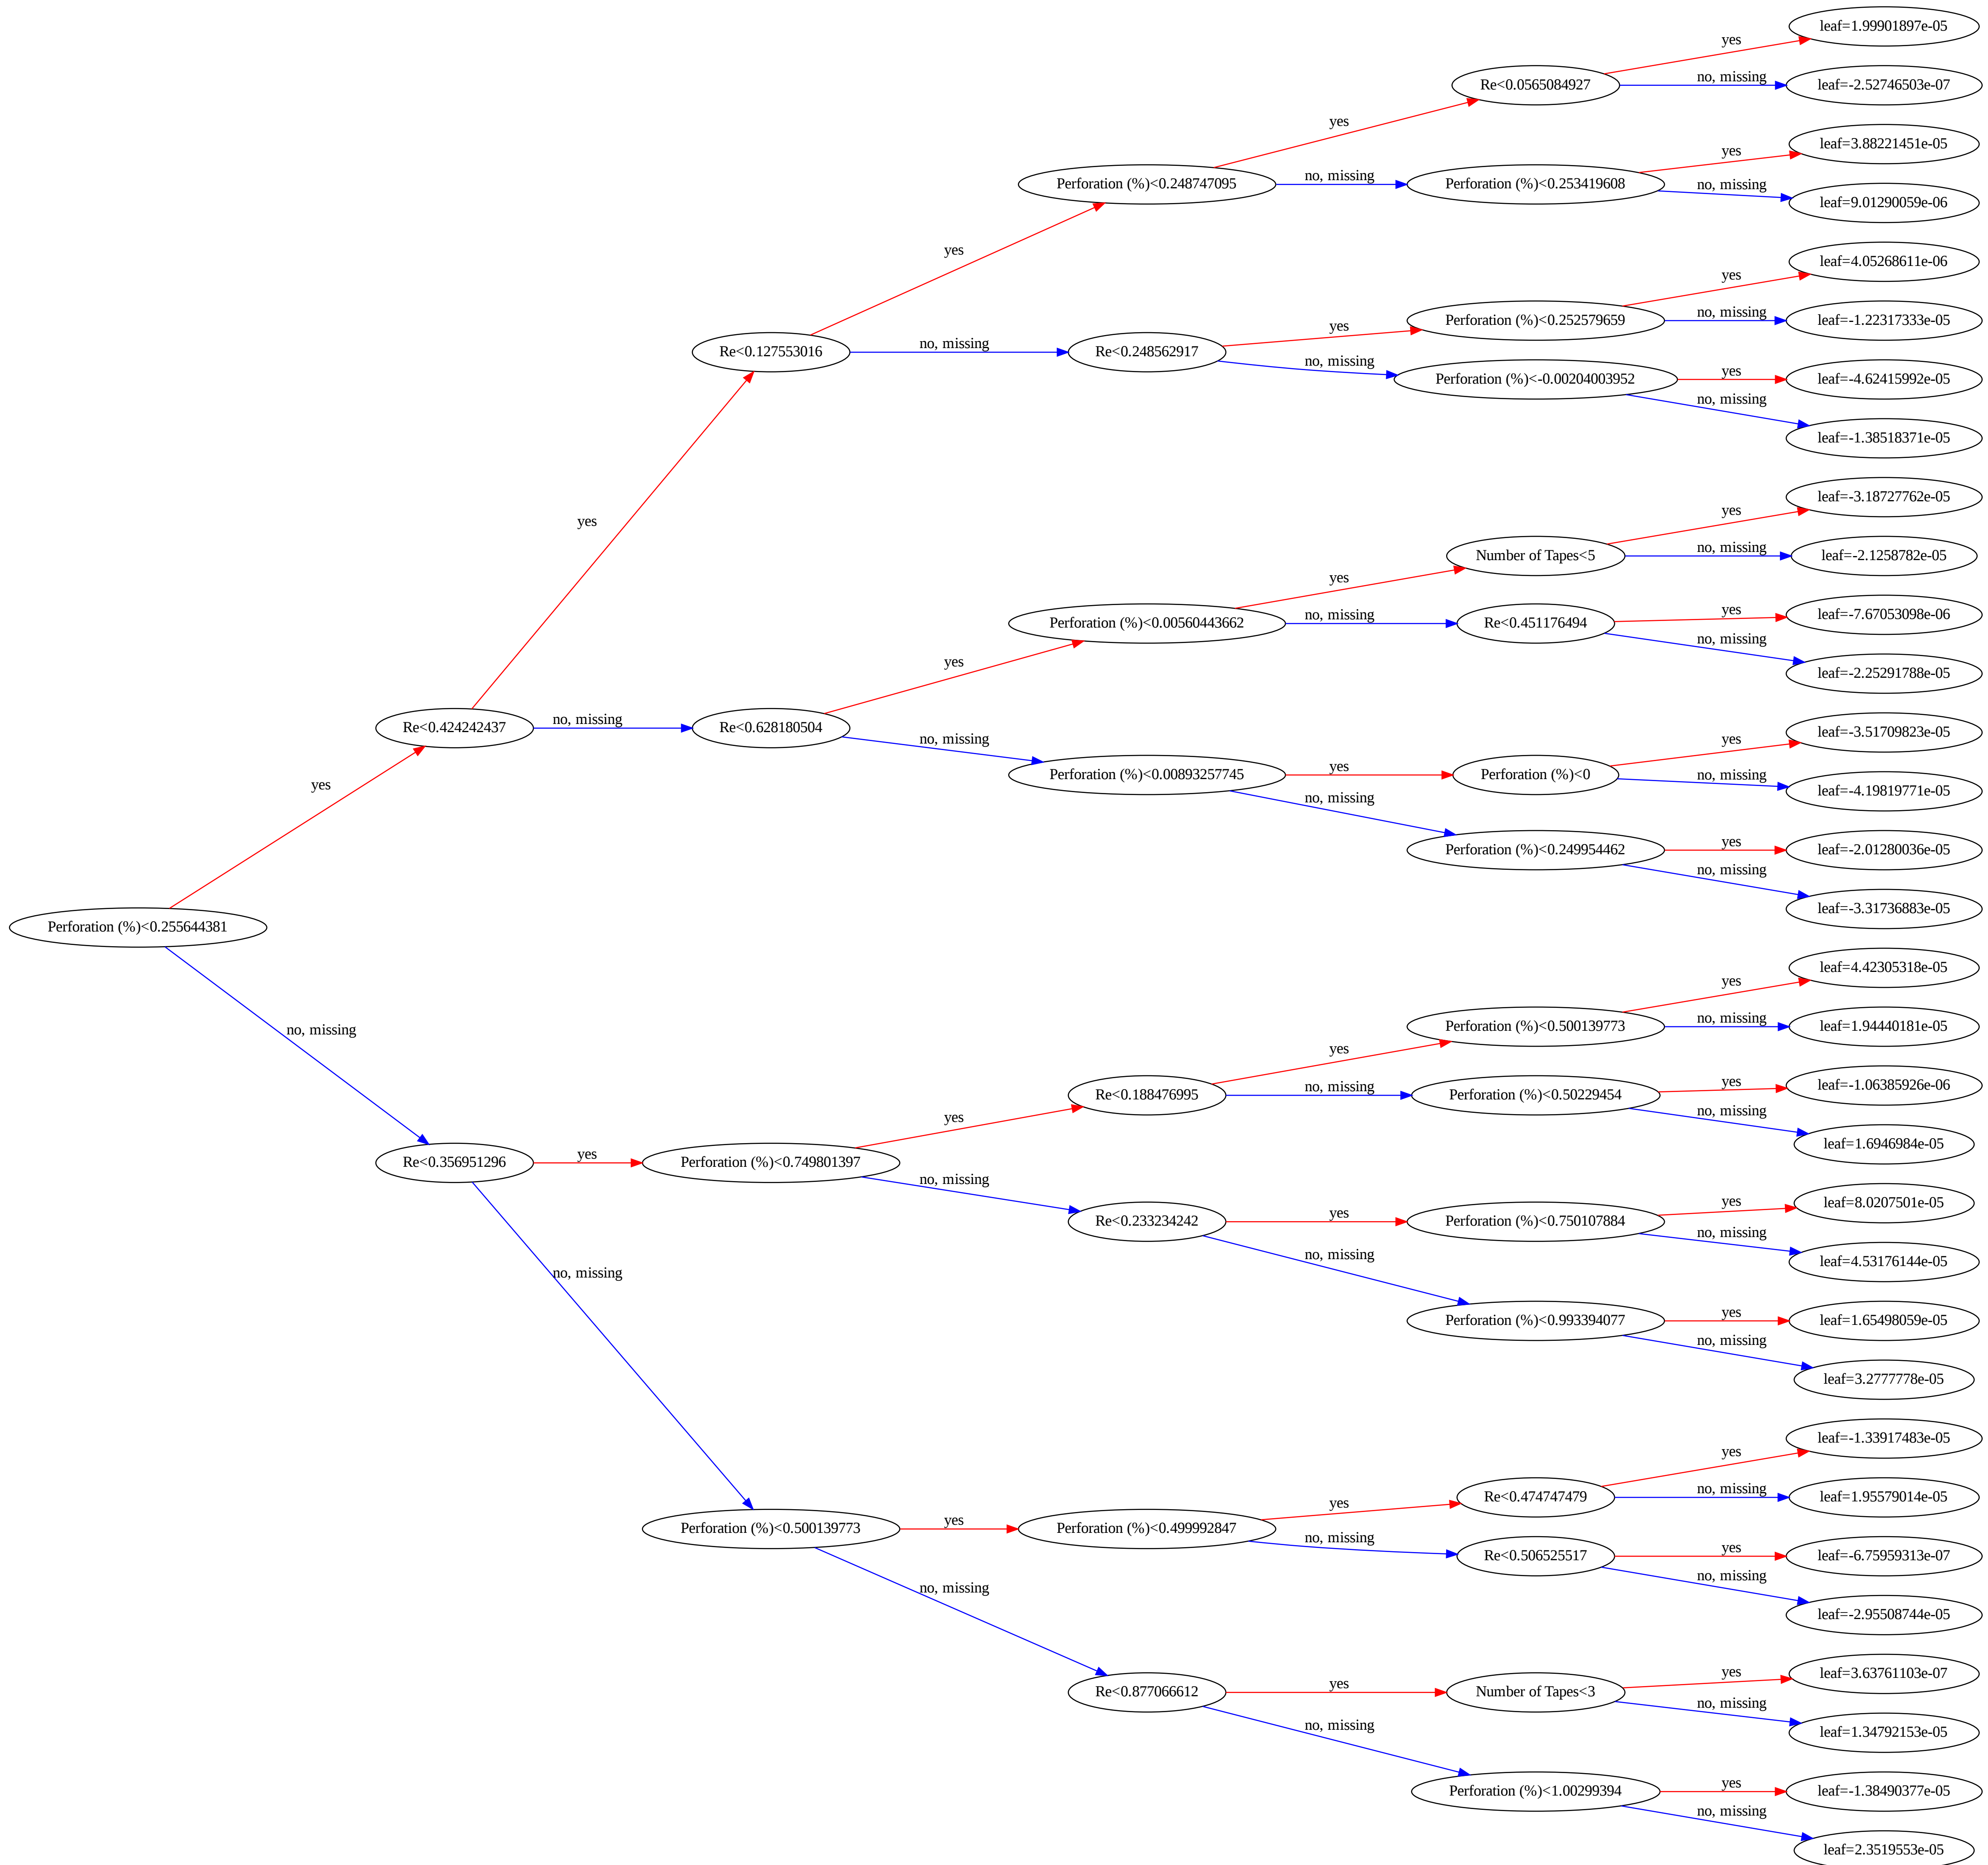 leaf=1.99901897e-05
yes
Re<0.0565084927
no, missing
leaf=-2.52746503e-07
yes
leaf=3.88221451e-05
yes
Perforation (%)<0.248747095
no, missing
Perforation (%)<0.253419608
no, missing
leaf=9.01290059e-06
yes
leaf=4.05268611e-06
yes
Perforation (%)<0.252579659
no, missing
leaf=-1.22317333e-05
yes
Re<0.127553016
no, missing
Re<0.248562917
no, missing
Perforation (%)<-0.00204003952
yes
leaf=-4.62415992e-05
no, missing
leaf=-1.38518371e-05
yes
leaf=-3.18727762e-05
yes
Number of Tapes<5
no, missing
leaf=-2.1258782e-05
yes
Perforation (%)<0.00560443662
no, missing
Re<0.451176494
yes
leaf=-7.67053098e-06
no, missing
leaf=-2.25291788e-05
yes
Re<0.424242437
no, missing
Re<0.628180504
no, missing
Perforation (%)<0.00893257745
yes
Perforation (%)<0
yes
leaf=-3.51709823e-05
no, missing
leaf=-4.19819771e-05
no, missing
Perforation (%)<0.249954462
yes
leaf=-2.01280036e-05
no, missing
leaf=-3.31736883e-05
yes
Perforation (%)<0.255644381
no, missing
leaf=4.42305318e-05
yes
Perforation (%)<0.500139773
no, missing
leaf=1.94440181e-05
yes
Re<0.188476995
no, missing
Perforation (%)<0.50229454
yes
leaf=-1.06385926e-06
no, missing
leaf=1.6946984e-05
yes
Re<0.356951296
yes
Perforation (%)<0.749801397
no, missing
Re<0.233234242
yes
Perforation (%)<0.750107884
yes
leaf=8.0207501e-05
no, missing
leaf=4.53176144e-05
no, missing
Perforation (%)<0.993394077
yes
leaf=1.65498059e-05
no, missing
leaf=3.2777778e-05
no, missing
leaf=-1.33917483e-05
yes
Re<0.474747479
no, missing
leaf=1.95579014e-05
yes
Perforation (%)<0.500139773
yes
Perforation (%)<0.499992847
no, missing
Re<0.506525517
yes
leaf=-6.75959313e-07
no, missing
leaf=-2.95508744e-05
no, missing
Re<0.877066612
yes
Number of Tapes<3
yes
leaf=3.63761103e-07
no, missing
leaf=1.34792153e-05
no, missing
Perforation (%)<1.00299394
yes
leaf=-1.38490377e-05
no, missing
leaf=2.3519553e-05